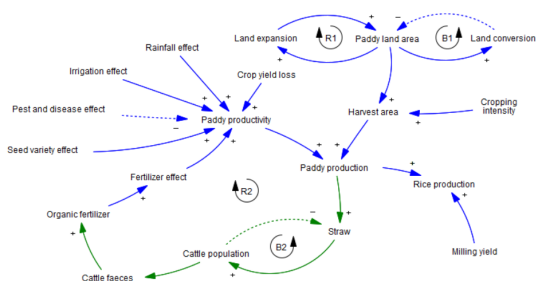 Rainfall effect
Land expansion
R1
Paddy land area
B1
Land conversion
Irrigation effect
Crop yield loss
Pest and disease effect
Paddy productivity
Harvest area
Cropping
intensity
Seed variety effect
Fertilizer effect
Paddy production
Rice production
R2
Organic fertilizer
Straw
Cattle population
B2
Milling yield
Cattle faeces